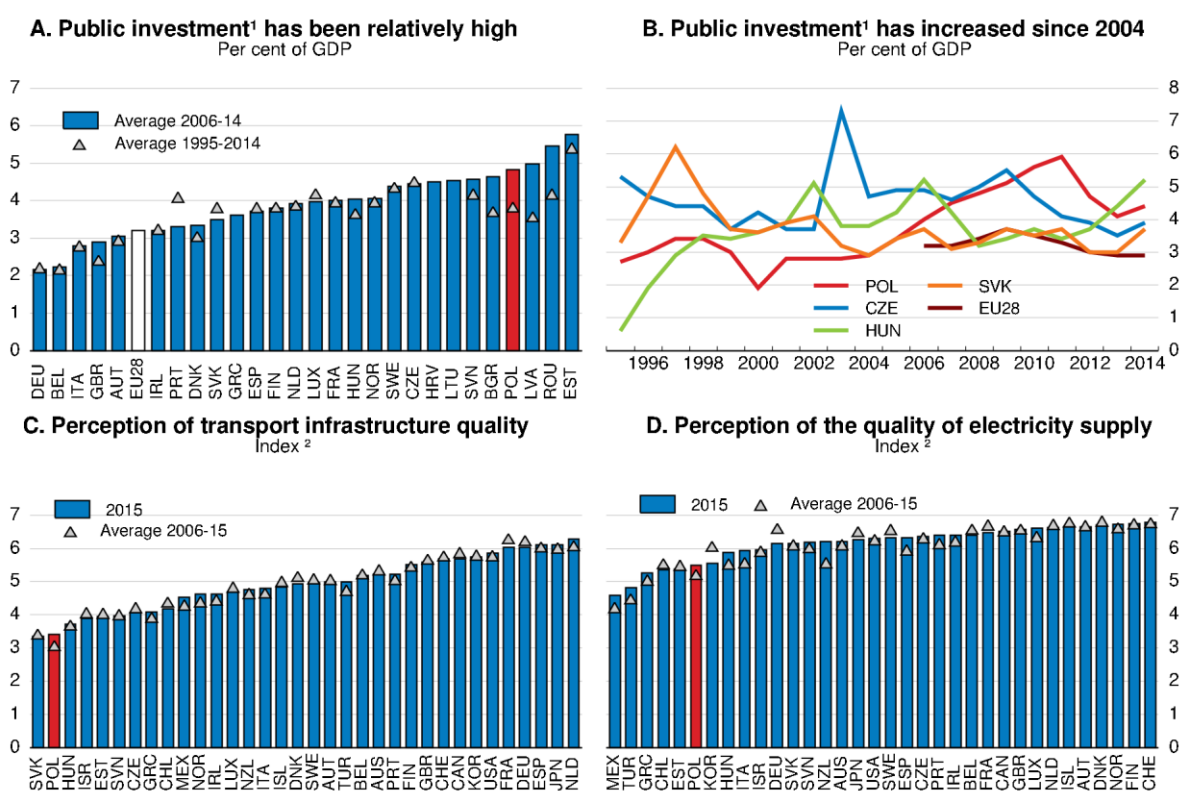 A. Public investment¹ has been relatively high
Per cent of GDP
7
6
5
4
3
2
1
0
Average 2006-14
Average 1995-2014
DEU BEL ITA GBR AUT EU28 IRL PRT DNK SVK GRC ESP FIN NLD LUX FRA HUN NOR SWE CZE HRV LTU SVN BGR POL LVA ROU EST
B. Public investment¹ has increased since 2004
Per cent of GDP
8
7
6
5
4
3
2
1
0
POL
CZE
HUN
SVK
EU28
1996 1998 2000 2002 2004 2006 2008 2010 2012 2014
C. Perception of transport infrastructure quality
Index ²
7
6
5
4
3
2
1
0
2015
Average 2006-15
SVK POL HUN ISR EST SVN CZE GRC CHL MEX NOR IRL LUX NZL ITA ISL DNK SWE AUT TUR BEL AUS PRT FIN GBR CHE CAN KOR USA FRA DEU ESP JPN NLD
D. Perception of the quality of electricity supply
Index ²
7
6
5
4
3
2
1
0
2015
Average 2006-15
MEX TUR GRC CHL EST POL KOR HUN ITA ISR DEU SVK SVN NZL AUS JPN USA SWE ESP CZE PRT IRL BEL FRA CAN GBR LUX NLD ISL AUT DNK NOR FIN CHE